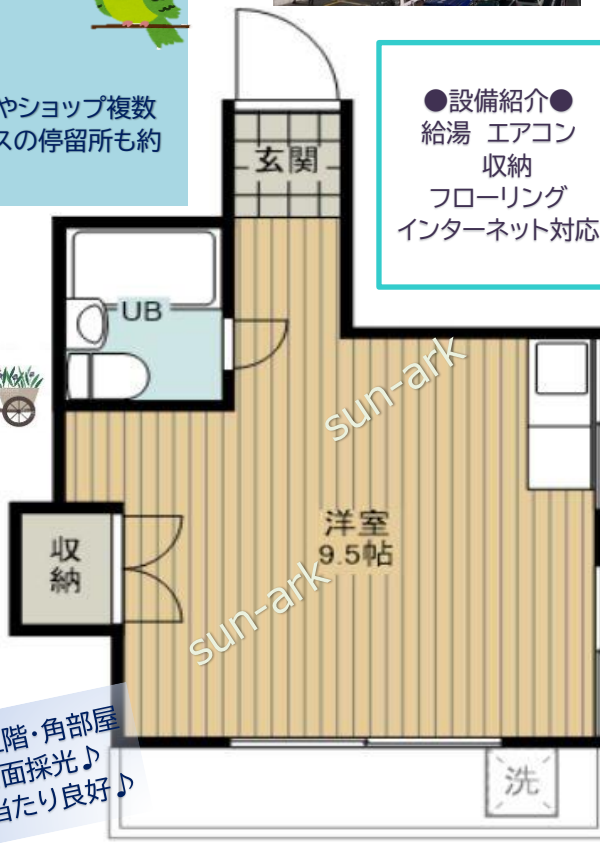 やショップ複数
スの停留所も約
●設備紹介●
給湯 エアコン
収納
フローリング
インターネット対応
玄関
UB
sun-ark
洋室
9.5帖
収
納
sun-ark
階・角部屋
面採光♪
当たり良好♪
洗